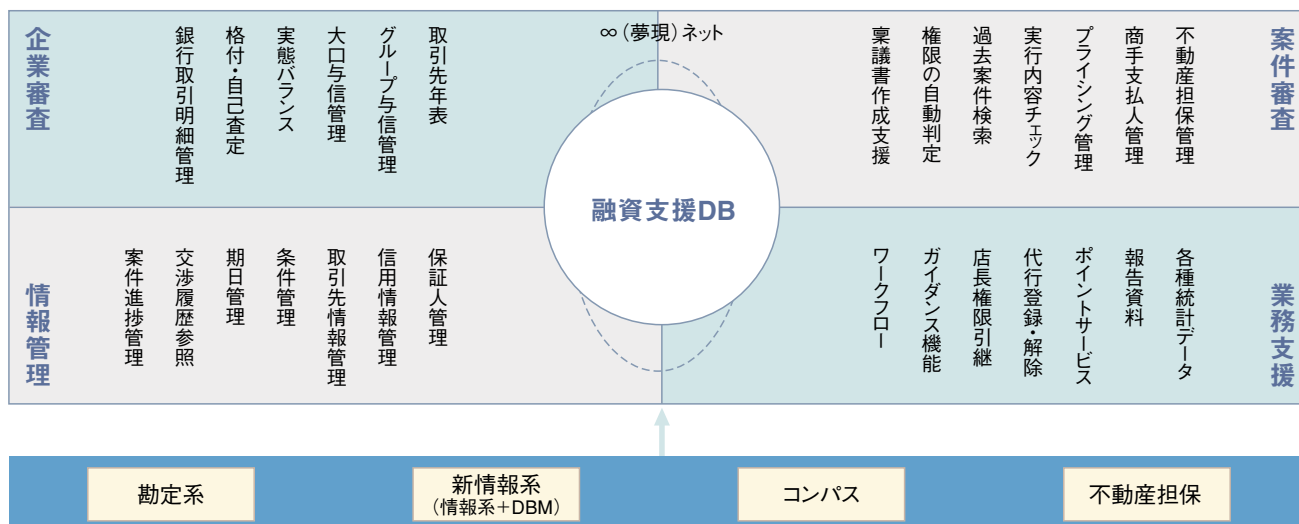 企業審査
銀行取引明細管理
格付・自己査定
実態バランス
大口与信管理
グループ与信管理
取引先年表
∞（夢現）ネット
稟議書作成支援
権限の自動判定
過去案件検索
実行内容チェック
プライシング管理
商手支払人管理
不動産担保管理
案件審査
融資支援DB
情報管理
案件進捗管理
交渉履歴参照
期日管理
条件管理
取引先情報管理
信用情報管理
保証人管理
ワークフロー
ガイダンス機能
店長権限引継
代行登録・解除
ポイントサービス
報告資料
各種統計データ
業務支援
勘定系
新情報系
（情報系＋DBM）
コンパス
不動産担保